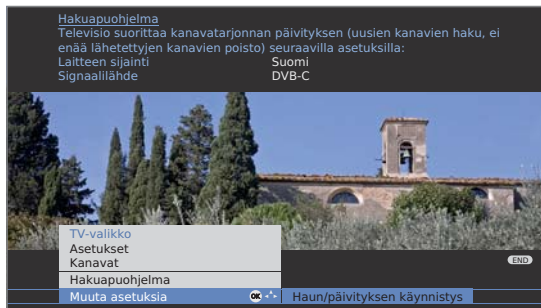 Hakuapuohjelma
Televisio suorittaa kanavatarjonnan päivityksen (uusien kanavien haku, ei
enää lähetettyjen kanavien poisto) seuraavilla asetuksilla:
Laitteen sijainti Suomi
Signaalilähde DVB-C
TV-valikko
Asetukset
Kanavat
END
Hakuapuohjelma
Muuta asetuksia OK Haun/päivityksen käynnistys